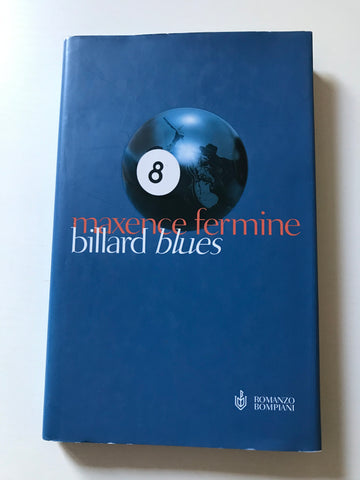 8
maxence fermine
billard blues
ROMANZO
BOMPIANI